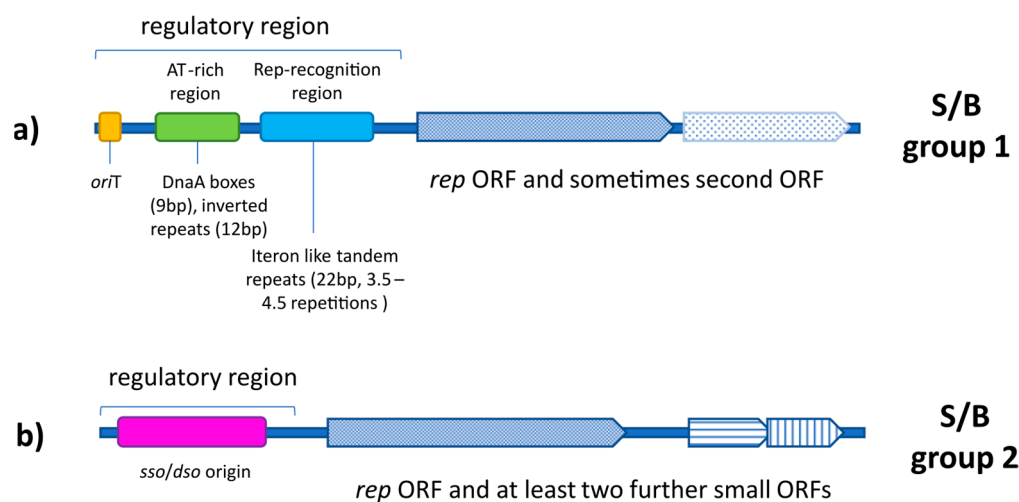 regulatory region
AT-rich
region
Rep-recognition
region
a)
S/B
group 1
oriT
DnaA boxes
(9bp), inverted
repeats (12bp)
rep ORF and sometimes second ORF
Iteron like tandem
repeats (22bp, 3.5–
4.5 repetitions )
regulatory region
b)
S/B
group 2
sso/dso origin
rep ORF and at least two further small ORFs